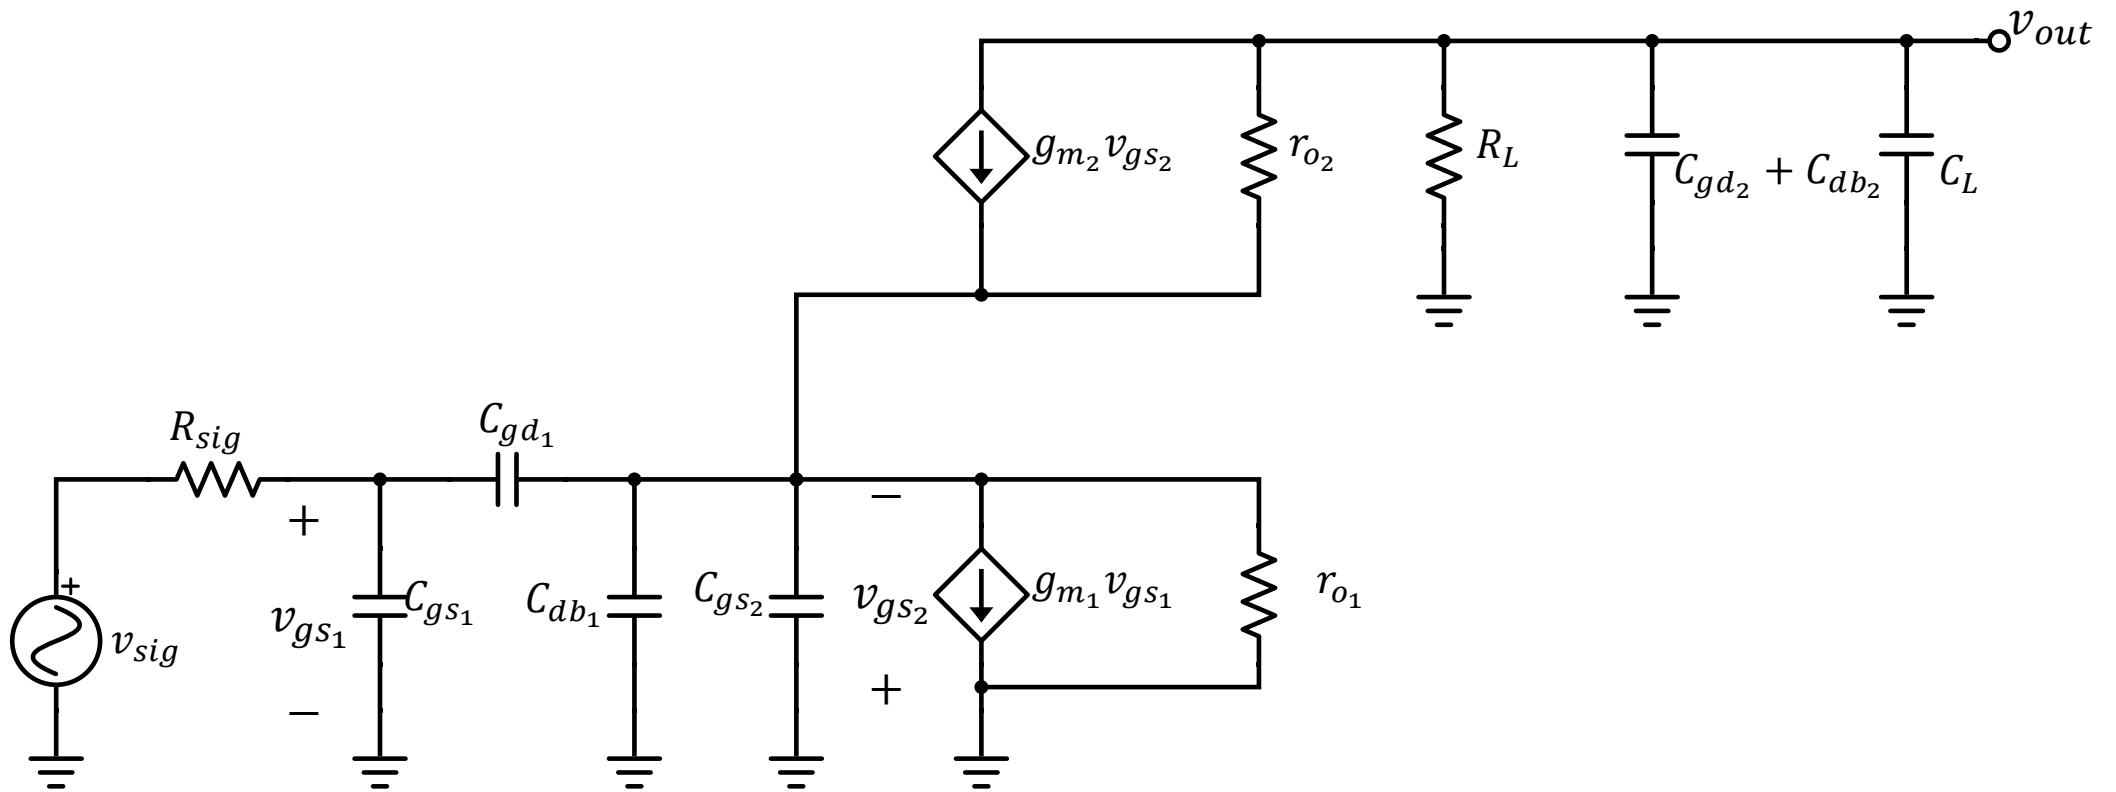 v_out
g_m₂ v_gs₂
r_o₂
R_L
C_gd₂ + C_db₂
C_L
R_sig
C_gd₁
+
−
+
v_sig
v_gs₁
−
C_gs₁
C_db₁
C_gs₂
v_gs₂
+
g_m₁ v_gs₁
r_o₁